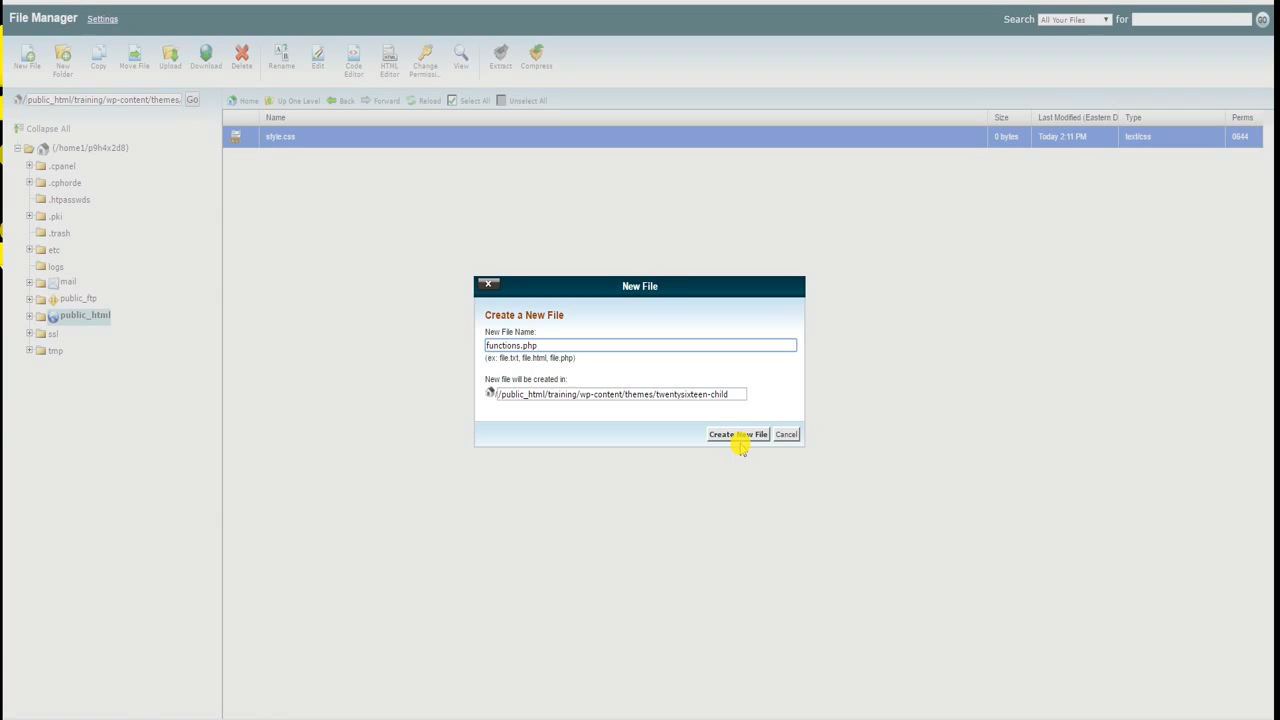 File Manager Settings
Search All Your Files for GO
New File New Folder Copy Move File Upload Download Delete Rename Edit Code Editor HTML Editor Change Permissi... View Extract Compress
/public_html/training/wp-content/themes. Go
Home Up One Level Back Forward Reload Select All Unselect All
Collapse All
Name Size Last Modified (Eastern D Type Perms
style.css 0 bytes Today 2:11 PM text/css 0644
(/home1/p9h4x2d8)
.cpanel
.cphorde
.htpasswds
.pki
.trash
etc
logs
mail
public_ftp
public_html
ssl
tmp
X New File
Create a New File
New File Name:
functions.php
(ex: file.txt, file.html, file.php)
New file will be created in:
//public_html/training/wp-content/themes/twentysixteen-child
Create New File Cancel